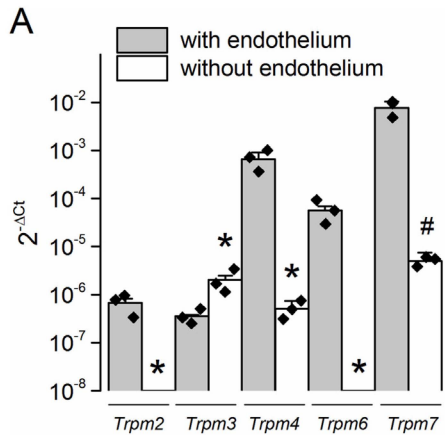 A
with endothelium
without endothelium
2^-ΔCt
10^-2
10^-3
10^-4
10^-5
10^-6
10^-7
10^-8
* * * * #
Trpm2 Trpm3 Trpm4 Trpm6 Trpm7